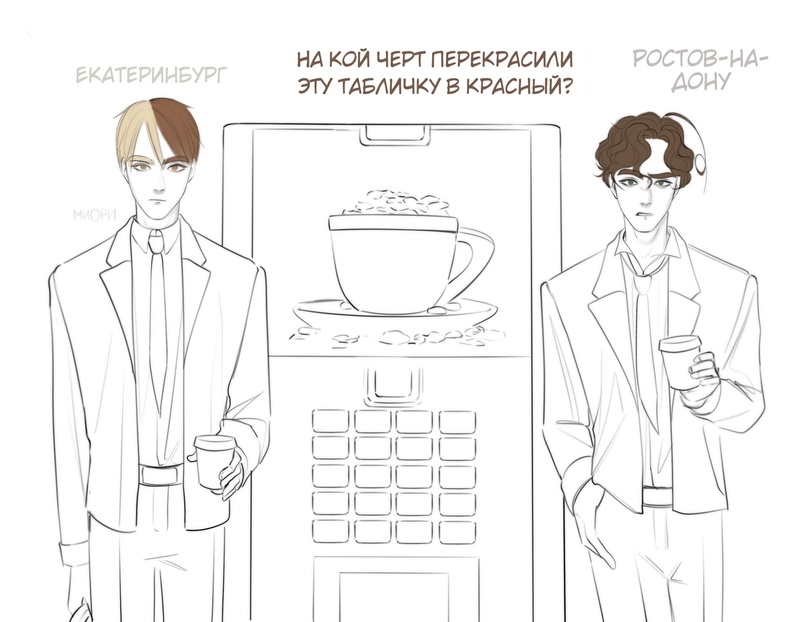 ЕКАТЕРИНБУРГ
НА КОЙ ЧЕРТ ПЕРЕКРАСИЛИ
ЭТУ ТАБЛИЧКУ В КРАСНЫЙ?
РОСТОВ-НА-
ДОНУ
МИОРИ